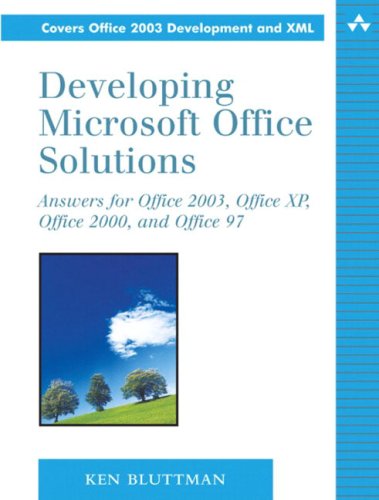 Covers Office 2003 Development and XML
Developing
Microsoft Office
Solutions
Answers for Office 2003, Office XP,
Office 2000, and Office 97
KEN BLUTTMAN